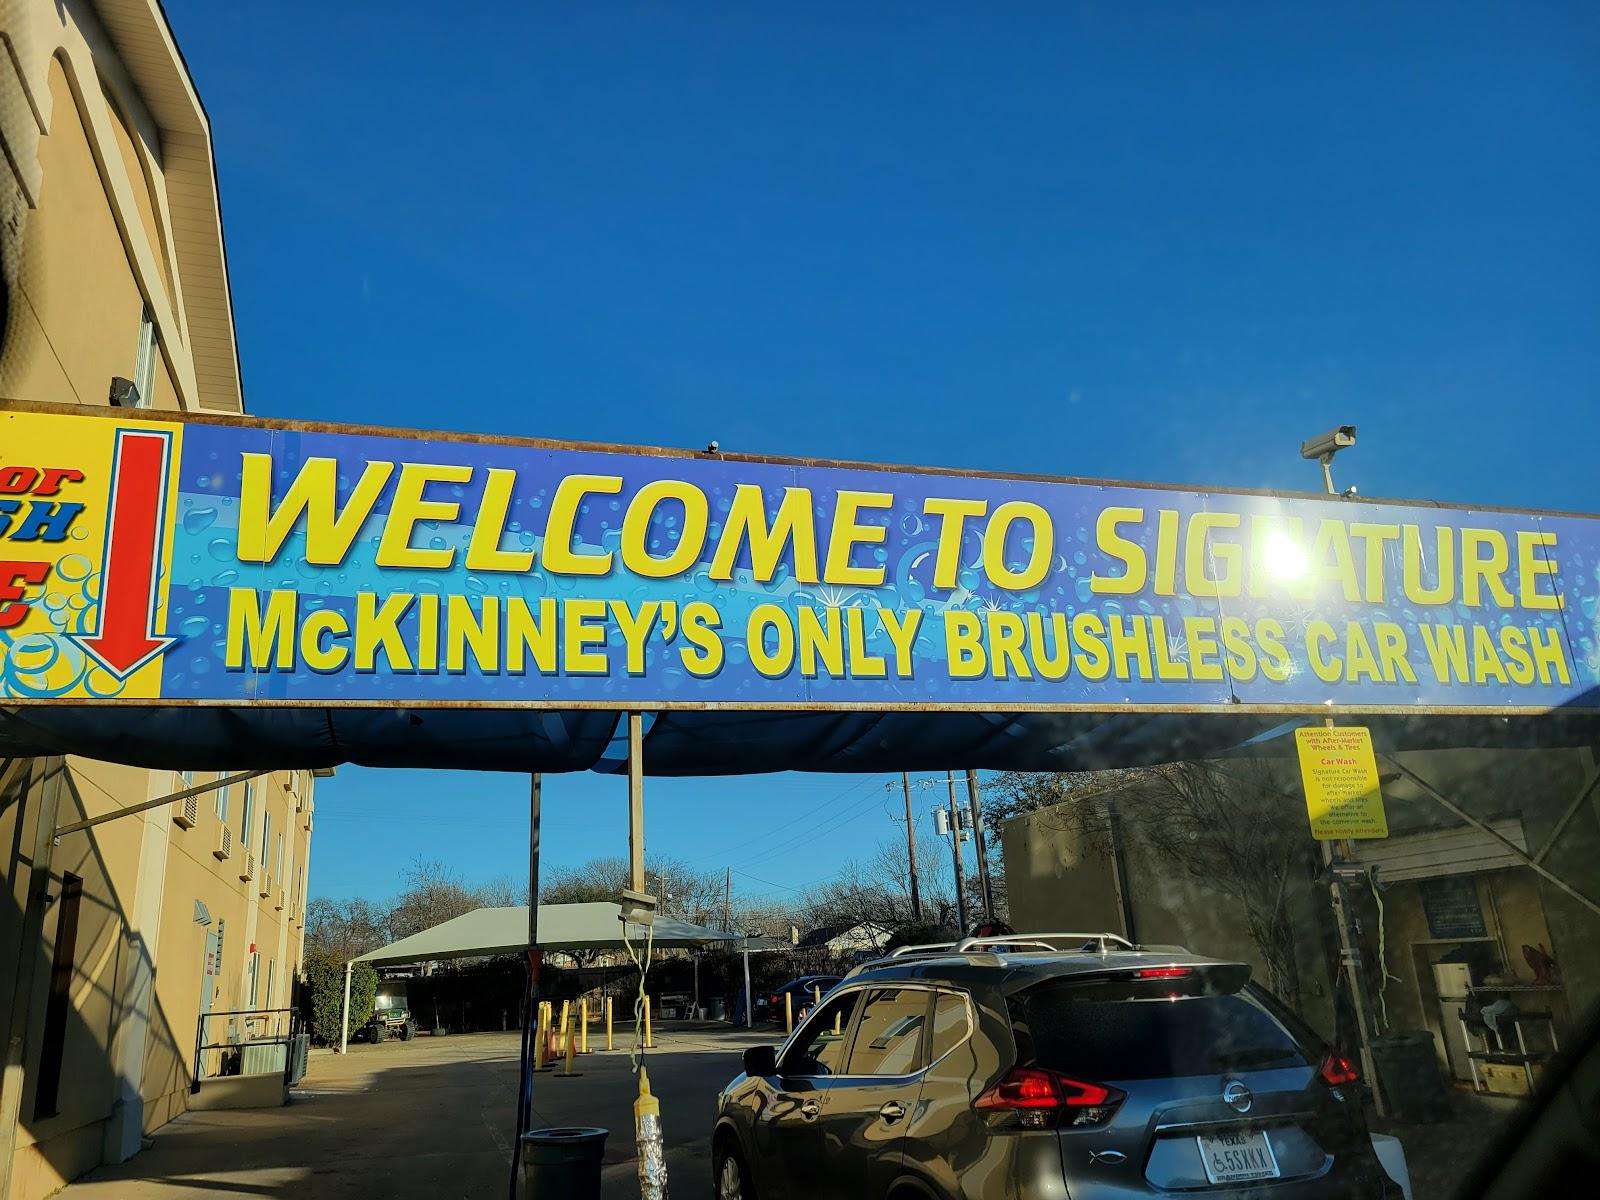 WELCOME TO SIGNATURE
McKINNEY'S ONLY BRUSHLESS CAR WASH
Attention Customers
with After-Market
Wheels & Tires
Car Wash
Signature Car Wash
is not responsible
for damage to
after market
wheels and tires
We offer an
alternative to
the conveyor wash.
Please Notify Attendant
TEXAS
5SXKX